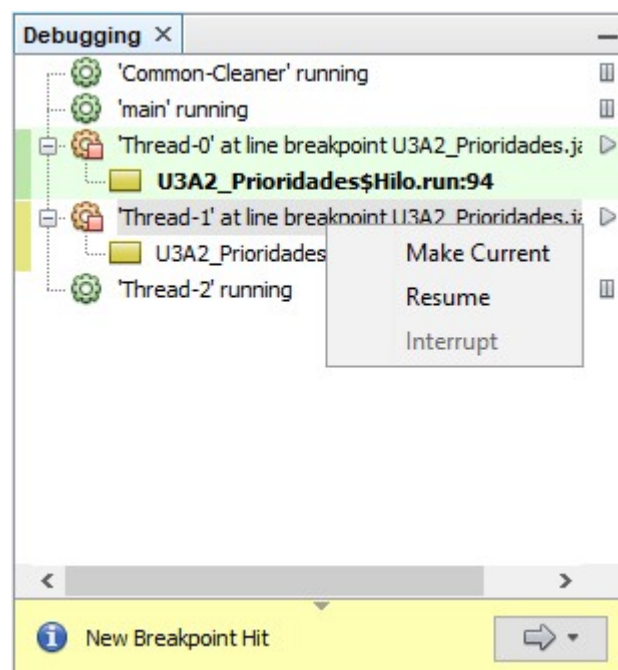 Debugging
'Common-Cleaner' running
'main' running
'Thread-0' at line breakpoint U3A2_Prioridades.ja
U3A2_Prioridades$Hilo.run:94
'Thread-1' at line breakpoint U3A2_Prioridades.ja
U3A2_Prioridades
Make Current
'Thread-2' running
Resume
Interrupt
New Breakpoint Hit